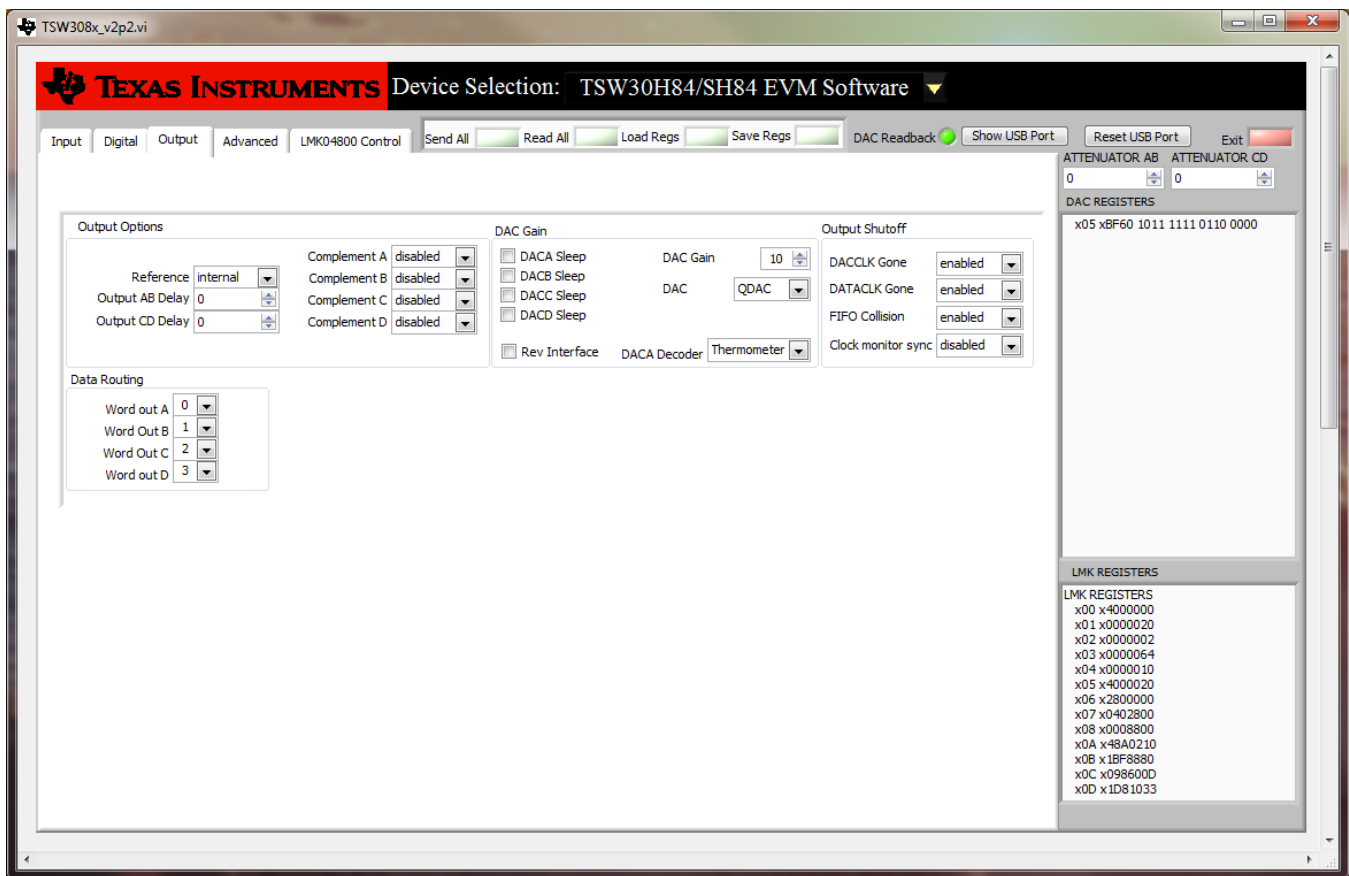 TSW308x_v2p2.vi
TEXAS INSTRUMENTS Device Selection: TSW30H84/SH84 EVM Software
Input Digital Output Advanced LMK04800 Control Send All Read All Load Regs Save Regs DAC Readback Show USB Port Reset USB Port Exit
ATTENUATOR AB ATTENUATOR CD
0 0
DAC REGISTERS
x05 xBF60 1011 1111 0110 0000
Output Options
Reference internal
Output AB Delay 0
Output CD Delay 0
Complement A disabled
Complement B disabled
Complement C disabled
Complement D disabled
DAC Gain
DACA Sleep
DACB Sleep
DACC Sleep
DACD Sleep
Rev Interface
DAC Gain 10
DAC QDAC
DACA Decoder Thermometer
Output Shutoff
DACCLK Gone enabled
DATACLK Gone enabled
FIFO Collision enabled
Clock monitor sync disabled
Data Routing
Word out A 0
Word Out B 1
Word Out C 2
Word out D 3
LMK REGISTERS
LMK REGISTERS
x00 x4000000
x01 x0000020
x02 x0000002
x03 x0000064
x04 x0000010
x05 x4000020
x06 x2800000
x07 x0402800
x08 x0008800
x0A x48A0210
x0B x1BF8880
x0C x098600D
x0D x1D81033